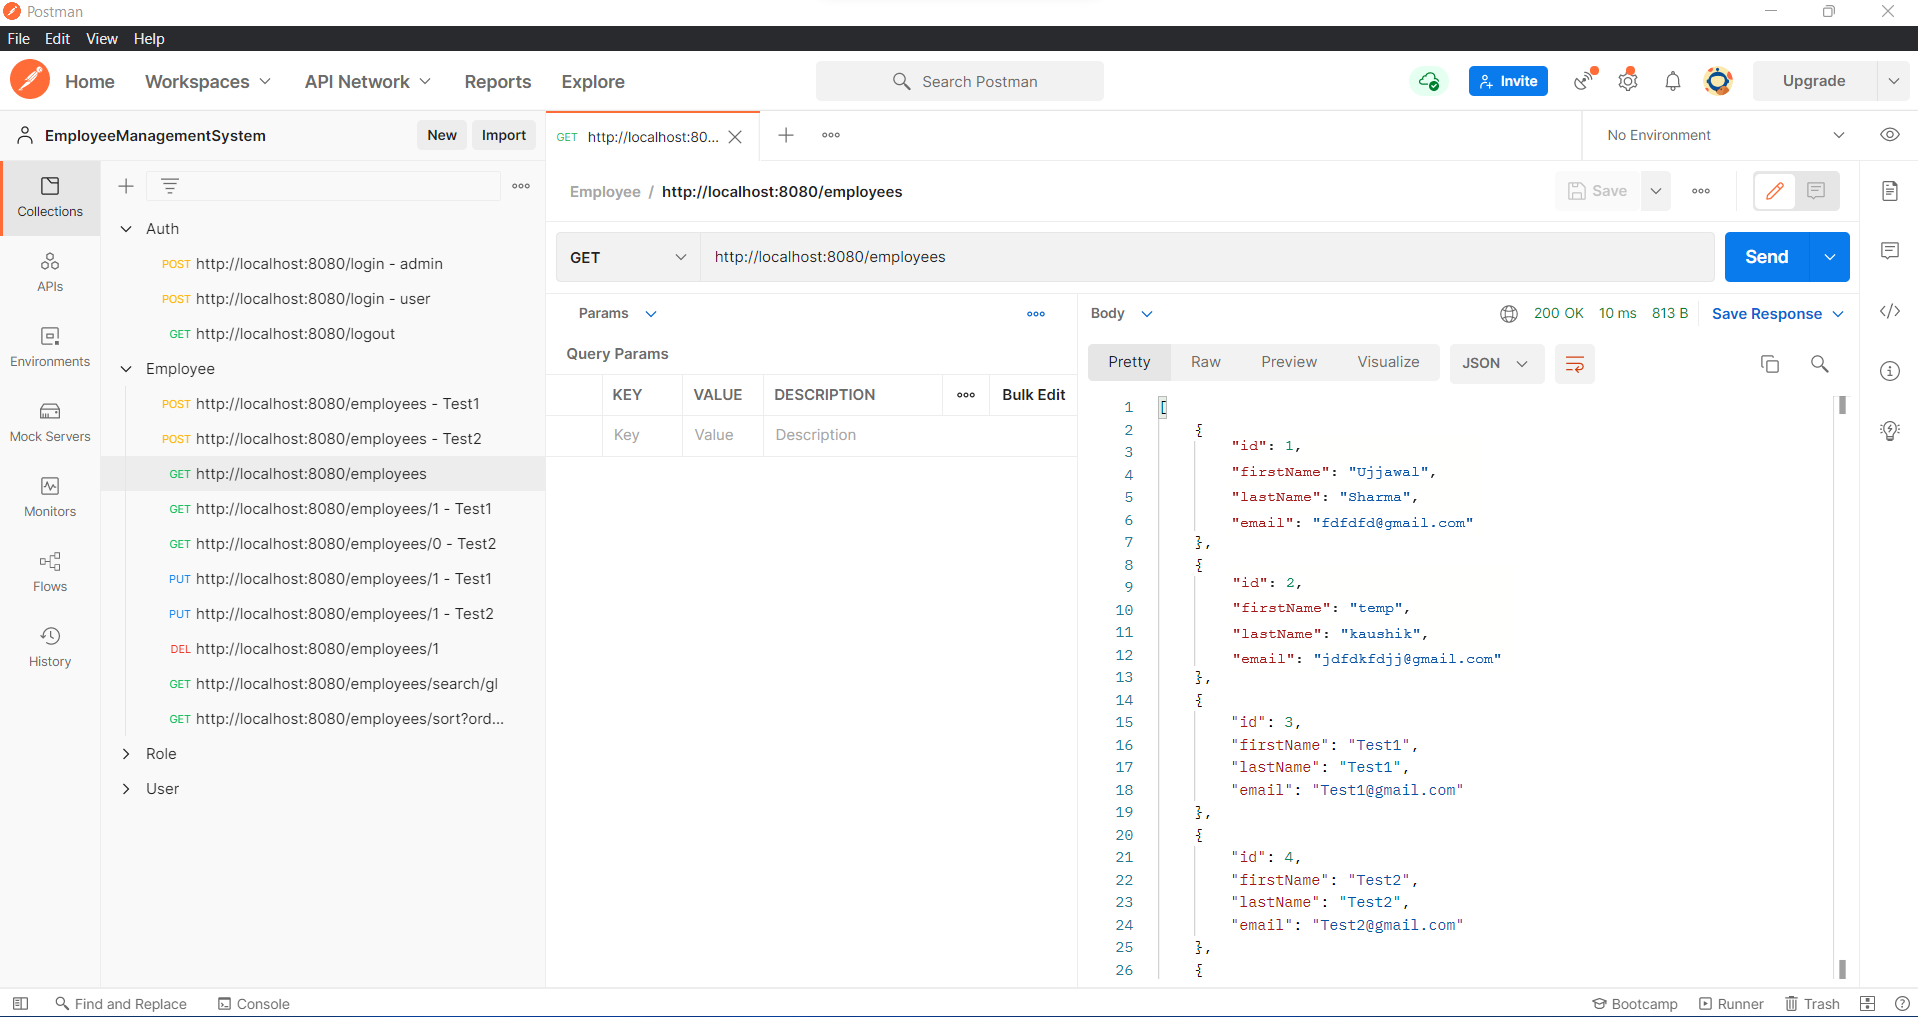 Postman
File Edit View Help
Home Workspaces API Network Reports Explore Search Postman Invite Upgrade
EmployeeManagementSystem New Import
GET http://localhost:80... No Environment
Collections
APIs
Environments
Mock Servers
Monitors
Flows
History
Auth
POST http://localhost:8080/login - admin
POST http://localhost:8080/login - user
GET http://localhost:8080/logout
Employee
POST http://localhost:8080/employees - Test1
POST http://localhost:8080/employees - Test2
GET http://localhost:8080/employees
GET http://localhost:8080/employees/1 - Test1
GET http://localhost:8080/employees/0 - Test2
PUT http://localhost:8080/employees/1 - Test1
PUT http://localhost:8080/employees/1 - Test2
DEL http://localhost:8080/employees/1
GET http://localhost:8080/employees/search/gl
GET http://localhost:8080/employees/sort?ord...
Role
User
Employee / http://localhost:8080/employees Save
GET http://localhost:8080/employees Send
Params
Query Params
KEY VALUE DESCRIPTION Bulk Edit
Key Value Description
Body 200 OK 10 ms 813 B Save Response
Pretty Raw Preview Visualize JSON
1 [
2 {
3 "id": 1,
4 "firstName": "Ujjawal",
5 "lastName": "Sharma",
6 "email": "fdfdfd@gmail.com"
7 },
8 {
9 "id": 2,
10 "firstName": "temp",
11 "lastName": "kaushik",
12 "email": "jdfdkfdjj@gmail.com"
13 },
14 {
15 "id": 3,
16 "firstName": "Test1",
17 "lastName": "Test1",
18 "email": "Test1@gmail.com"
19 },
20 {
21 "id": 4,
22 "firstName": "Test2",
23 "lastName": "Test2",
24 "email": "Test2@gmail.com"
25 },
26 {
Find and Replace Console Bootcamp Runner Trash